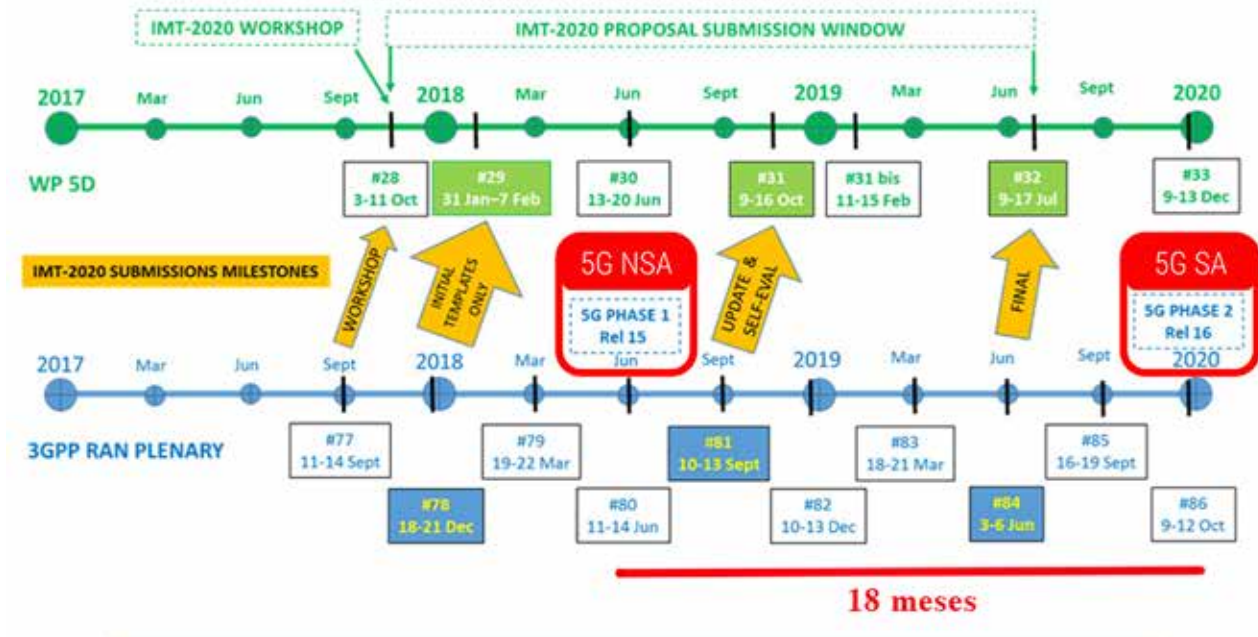 IMT-2020 WORKSHOP
IMT-2020 PROPOSAL SUBMISSION WINDOW
2017 Mar Jun Sept 2018 Mar Jun Sept 2019 Mar Jun Sept 2020
WP 5D
#28
3-11 Oct
#29
31 Jan–7 Feb
#30
13-20 Jun
#31
9-16 Oct
#31 bis
11-15 Feb
#32
9-17 Jul
#33
9-13 Dec
IMT-2020 SUBMISSIONS MILESTONES
WORKSHOP
INITIAL
TEMPLATES
ONLY
5G NSA
5G PHASE 1
Rel 15
UPDATE &
SELF-EVAL
FINAL
5G SA
5G PHASE 2
Rel 16
2017 Mar Jun Sept 2018 Mar Jun Sept 2019 Mar Jun Sept 2020
3GPP RAN PLENARY
#77
11-14 Sept
#78
18-21 Dec
#79
19-22 Mar
#80
11-14 Jun
#81
10-13 Sept
#82
10-13 Dec
#83
18-21 Mar
#84
3-6 Jun
#85
16-19 Sept
#86
9-12 Oct
18 meses